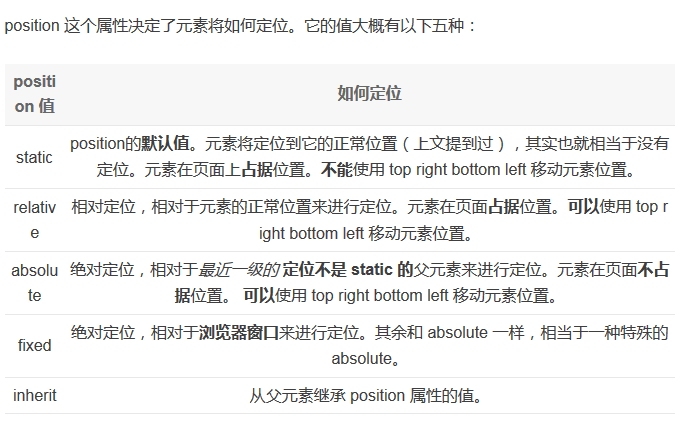 position 这个属性决定了元素将如何定位。它的值大概有以下五种：
positi
on 值
如何定位
static
position的默认值。元素将定位到它的正常位置（上文提到过），其实也就相当于没有
定位。元素在页面上占据位置。不能使用 top right bottom left 移动元素位置。
relativ
e
相对定位，相对于元素的正常位置来进行定位。元素在页面占据位置。可以使用 top r
ight bottom left 移动元素位置。
absolu
te
绝对定位，相对于最近一级的 定位不是 static 的父元素来进行定位。元素在页面不占
据位置。 可以使用 top right bottom left 移动元素位置。
fixed
绝对定位，相对于浏览器窗口来进行定位。其余和 absolute 一样，相当于一种特殊的
absolute。
inherit
从父元素继承 position 属性的值。